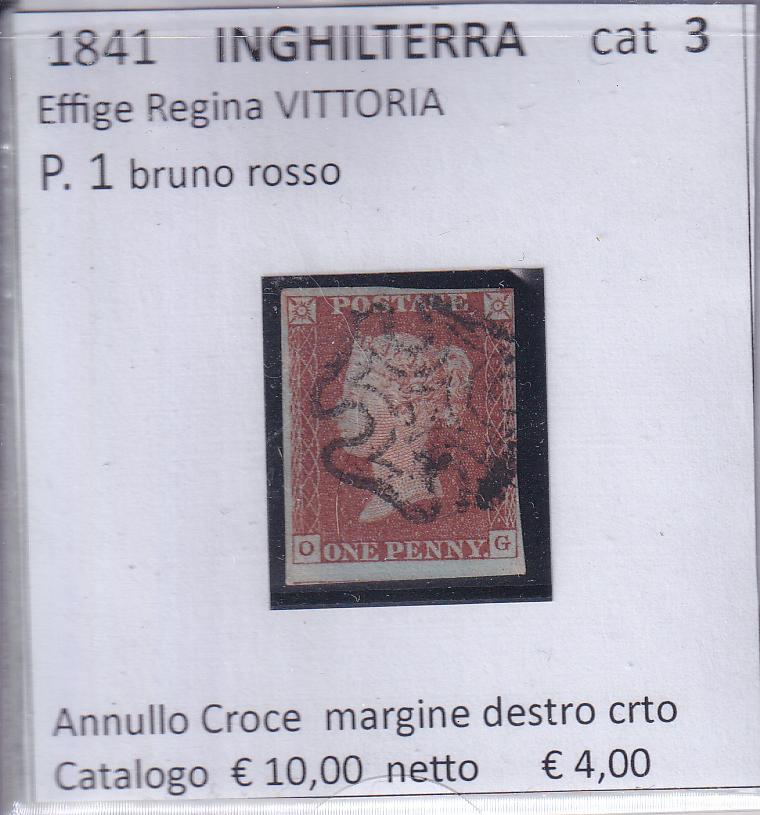 1841 INGHILTERRA cat 3
Effige Regina VITTORIA
P. 1 bruno rosso
POSTAGE
O ONE PENNY. G
Annullo Croce margine destro crto
Catalogo € 10,00 netto € 4,00